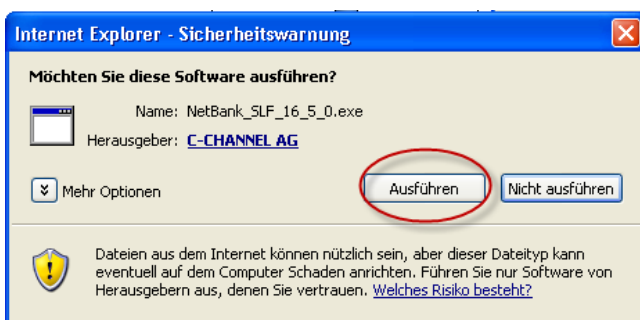 Internet Explorer - Sicherheitswarnung
Möchten Sie diese Software ausführen?
Name: NetBank_SLF_16_5_0.exe
Herausgeber: C-CHANNEL AG
Mehr Optionen
Ausführen
Nicht ausführen
Dateien aus dem Internet können nützlich sein, aber dieser Dateityp kann
eventuell auf dem Computer Schaden anrichten. Führen Sie nur Software von
Herausgebern aus, denen Sie vertrauen. Welches Risiko besteht?